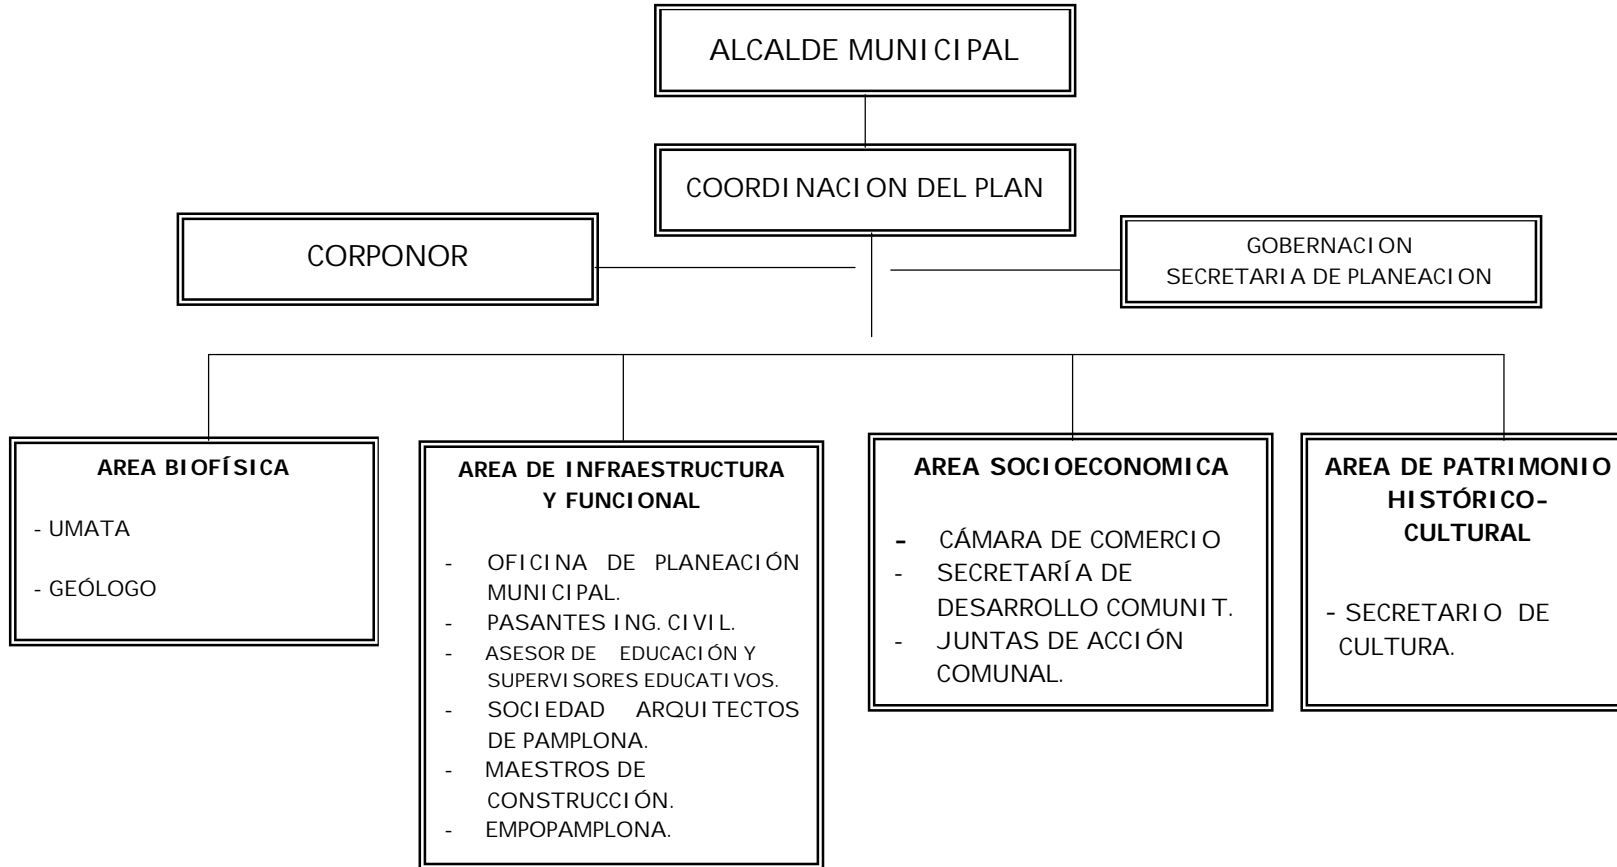 ALCALDE MUNICIPAL
COORDINACION DEL PLAN
CORPONOR
GOBERNACION
SECRETARIA DE PLANEACION
AREA BIOFÍSICA
- UMATA
- GEÓLOGO
AREA DE INFRAESTRUCTURA
Y FUNCIONAL
- OFICINA DE PLANEACIÓN
MUNICIPAL.
- PASANTES ING. CIVIL.
- ASESOR DE EDUCACIÓN Y
SUPERVISORES EDUCATIVOS.
- SOCIEDAD ARQUITECTOS
DE PAMPLONA.
- MAESTROS DE
CONSTRUCCIÓN.
- EMPOPAMPLONA.
AREA SOCIOECONOMICA
- CÁMARA DE COMERCIO
- SECRETARÍA DE
DESARROLLO COMUNIT.
- JUNTAS DE ACCIÓN
COMUNAL.
AREA DE PATRIMONIO
HISTÓRICO-
CULTURAL
- SECRETARIO DE
CULTURA.